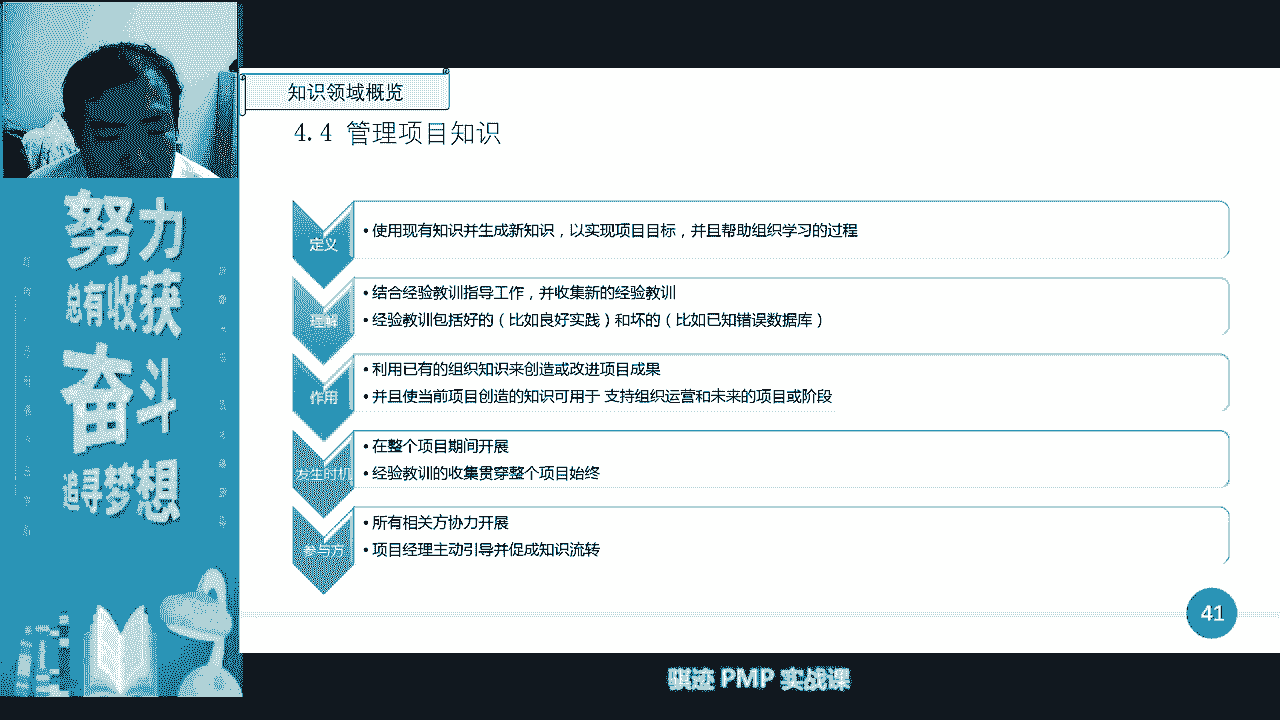 知识领域概览
4.4 管理项目知识
定义
•使用现有知识并生成新知识，以实现项目目标，并且帮助组织学习的过程
理解
•结合经验教训指导工作，并收集新的经验教训
•经验教训包括好的（比如良好实践）和坏的（比如已知错误数据库）
作用
•利用已有的组织知识来创造或改进项目成果
•并且使当前项目创造的知识可用于 支持组织运营和未来的项目或阶段
发生时机
•在整个项目期间开展
•经验教训的收集贯穿整个项目始终
参与方
•所有相关方协力开展
•项目经理主动引导并促成知识流转
41
努力
总有收获
奋斗
追寻梦想
骐迹 PMP 实战课